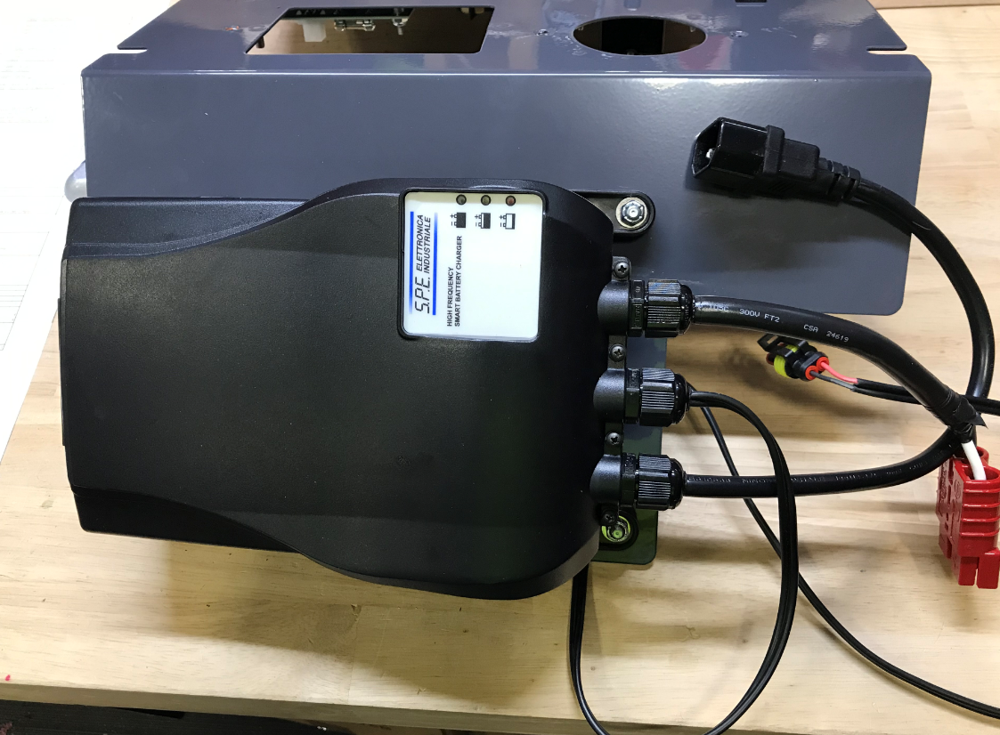 S.P.E. ELETTRONICA
INDUSTRIALE
HIGH FREQUENCY
SMART BATTERY CHARGER
300V FT2 CSA 24619